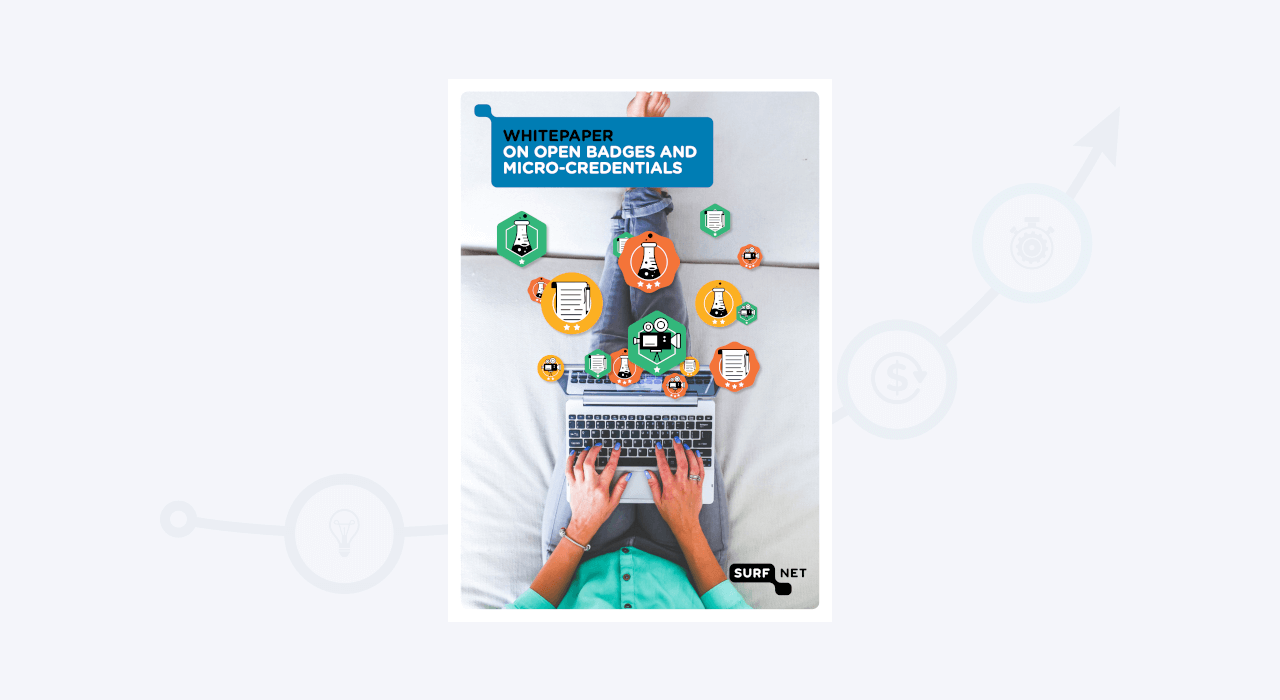 WHITEPAPER
ON OPEN BADGES AND
MICRO-CREDENTIALS
$
SURF NET